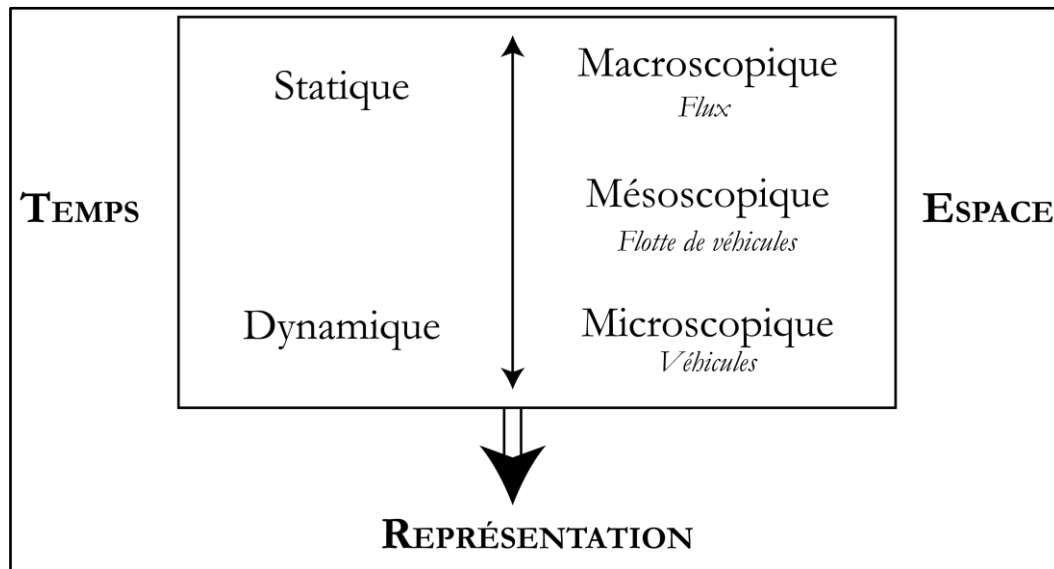 Macroscopique
Statique
Flux
TEMPS
Mésoscopique
ESPACE
Flotte de véhicules
Dynamique
Microscopique
Véhicules
REPRÉSENTATION